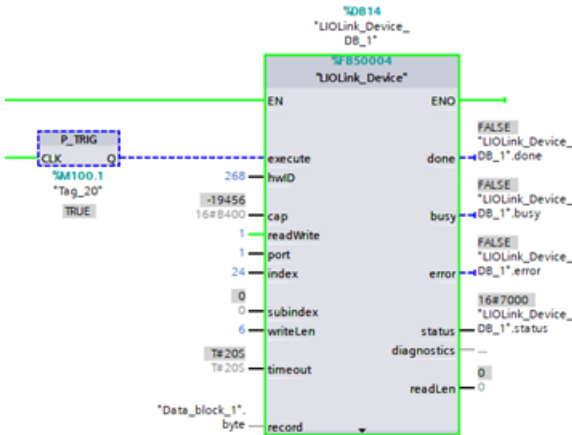 %DB14
"LIOLink_Device_
DB_1"
%FB50004
"LIOLink_Device"
EN
ENO
P_TRIG
CLK
Q
%M100.1
"Tag_20"
TRUE
execute
268
hwID
-19456
16#B400
cap
1
readWrite
1
port
24
index
0
0
subindex
6
writeLen
T#20S
T#20S
timeout
"Data_block_1".
byte
record
FALSE
"LIOLink_Device_
done
DB_1".done
FALSE
"LIOLink_Device_
busy
DB_1".busy
FALSE
"LIOLink_Device_
error
DB_1".error
16#7000
"LIOLink_Device_
status
DB_1".status
diagnostics
...
0
readLen
0